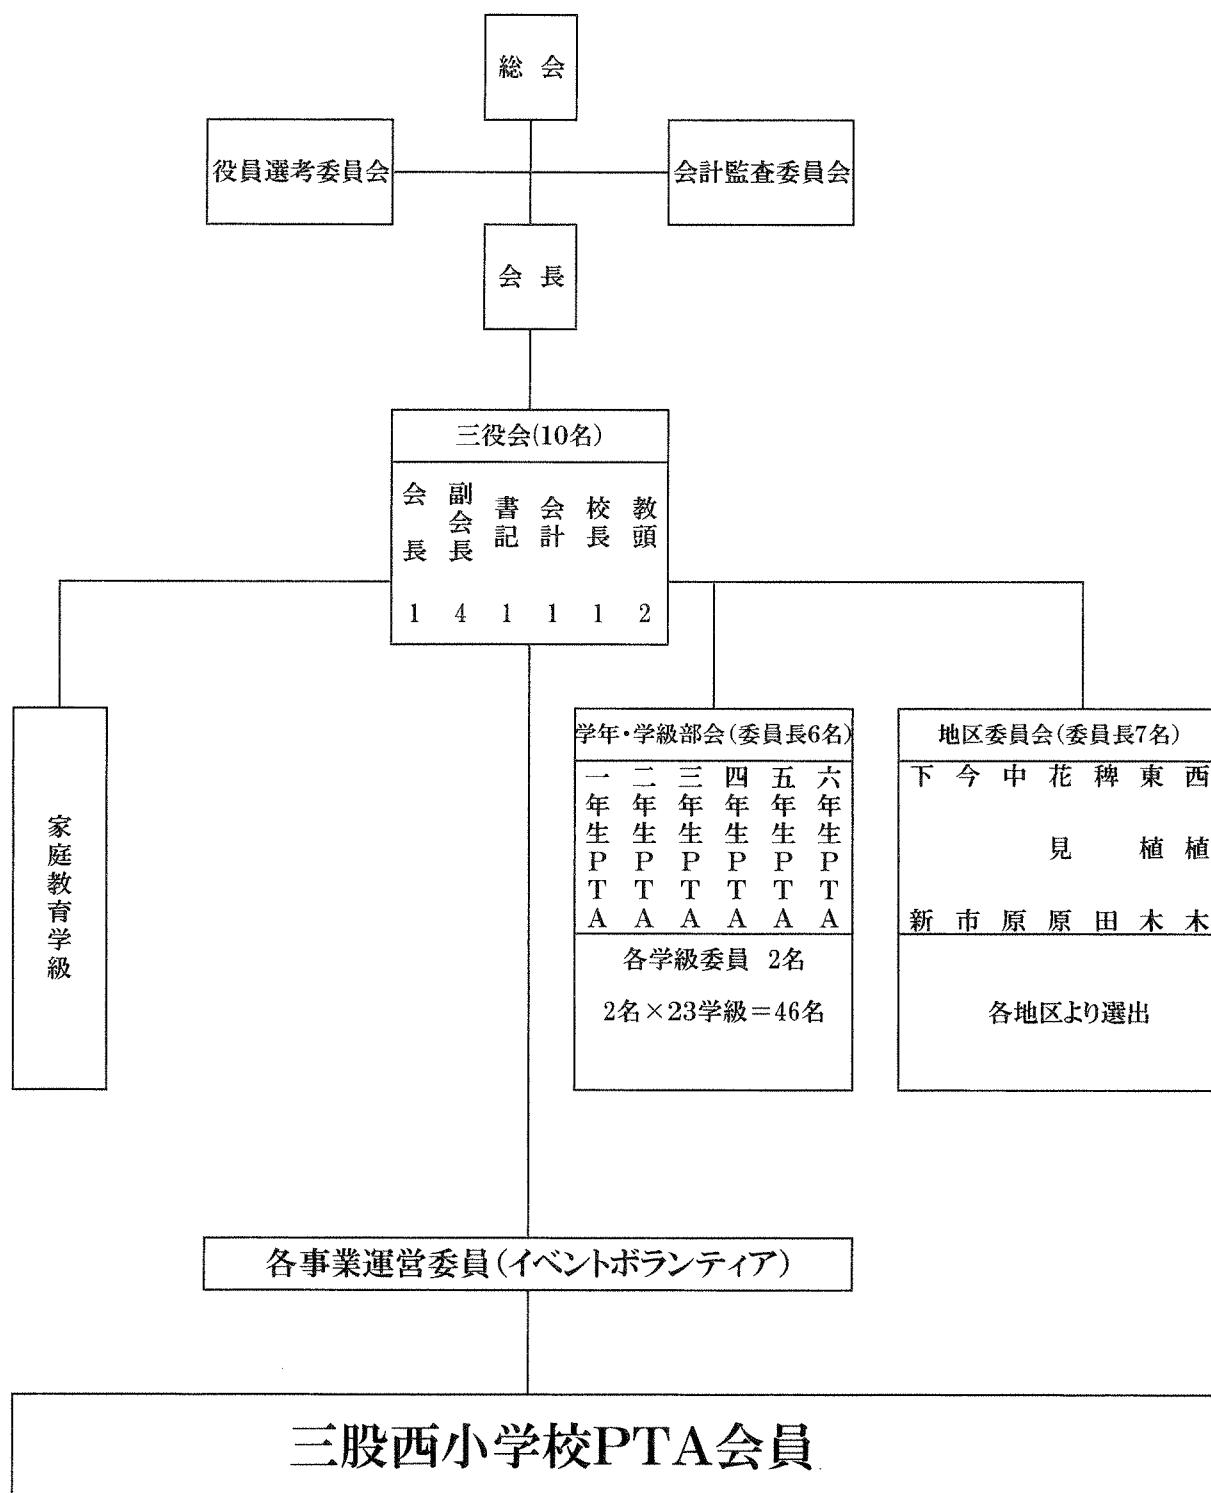 総会
役員選考委員会
会計監査委員会
会長
三役会(10名)
会長 1
副会長 4
書記 1
会計 1
校長 1
教頭 2
家庭教育学級
学年・学級部会(委員長6名)
一年生PTA
二年生PTA
三年生PTA
四年生PTA
五年生PTA
六年生PTA
各学級委員 2名
2名×23学級=46名
地区委員会(委員長7名)
下新
今市
中原
花見原
稗田
東植木
西植木
各地区より選出
各事業運営委員(イベントボランティア)
三股西小学校PTA会員